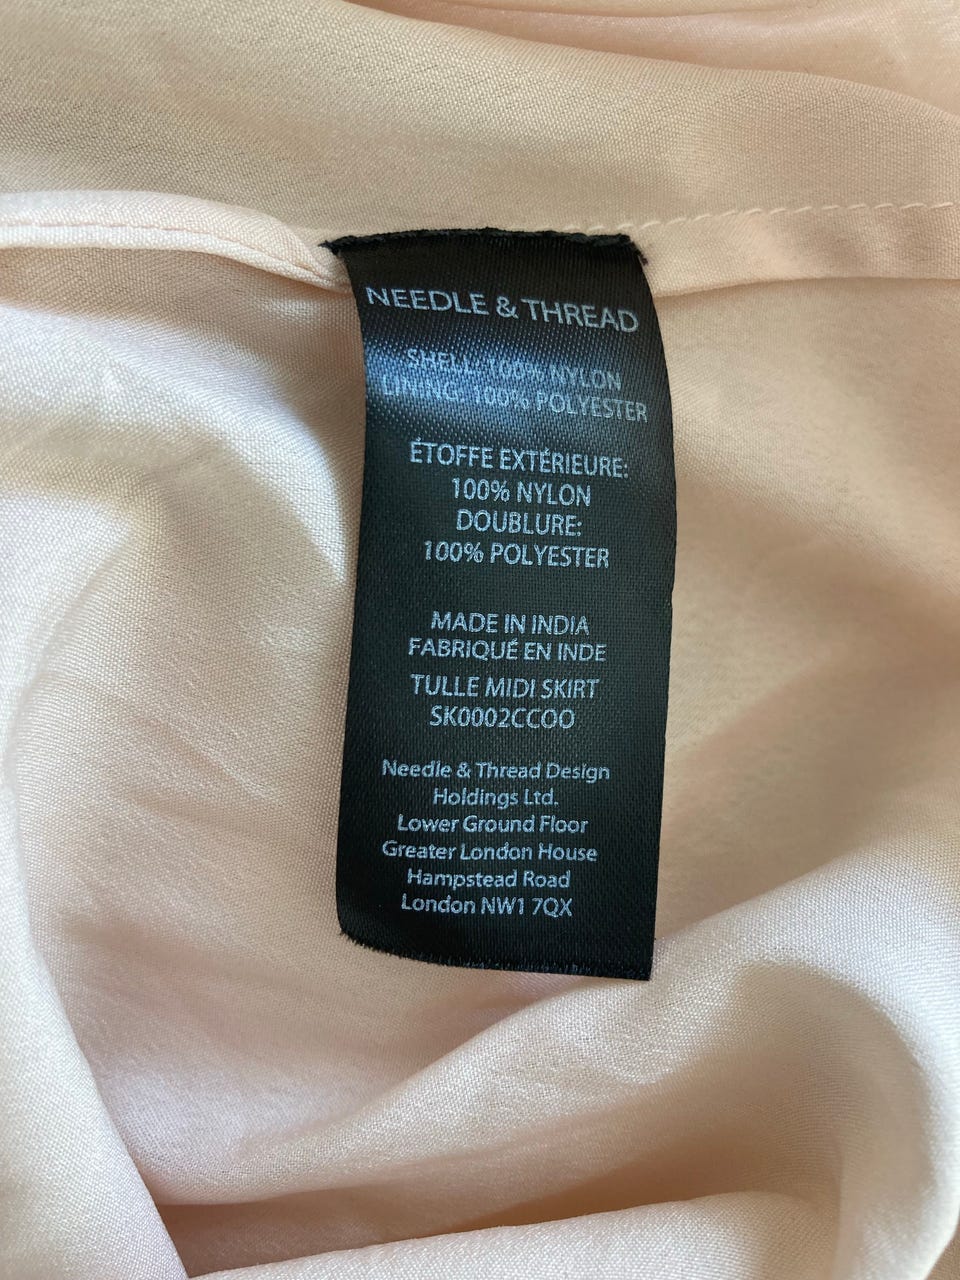 NEEDLE & THREAD
SHELL: 100% NYLON
LINING: 100% POLYESTER
ÉTOFFE EXTÉRIEURE:
100% NYLON
DOUBLURE:
100% POLYESTER
MADE IN INDIA
FABRIQUÉ EN INDE
TULLE MIDI SKIRT
SK0002CCOO
Needle & Thread Design
Holdings Ltd.
Lower Ground Floor
Greater London House
Hampstead Road
London NW1 7QX